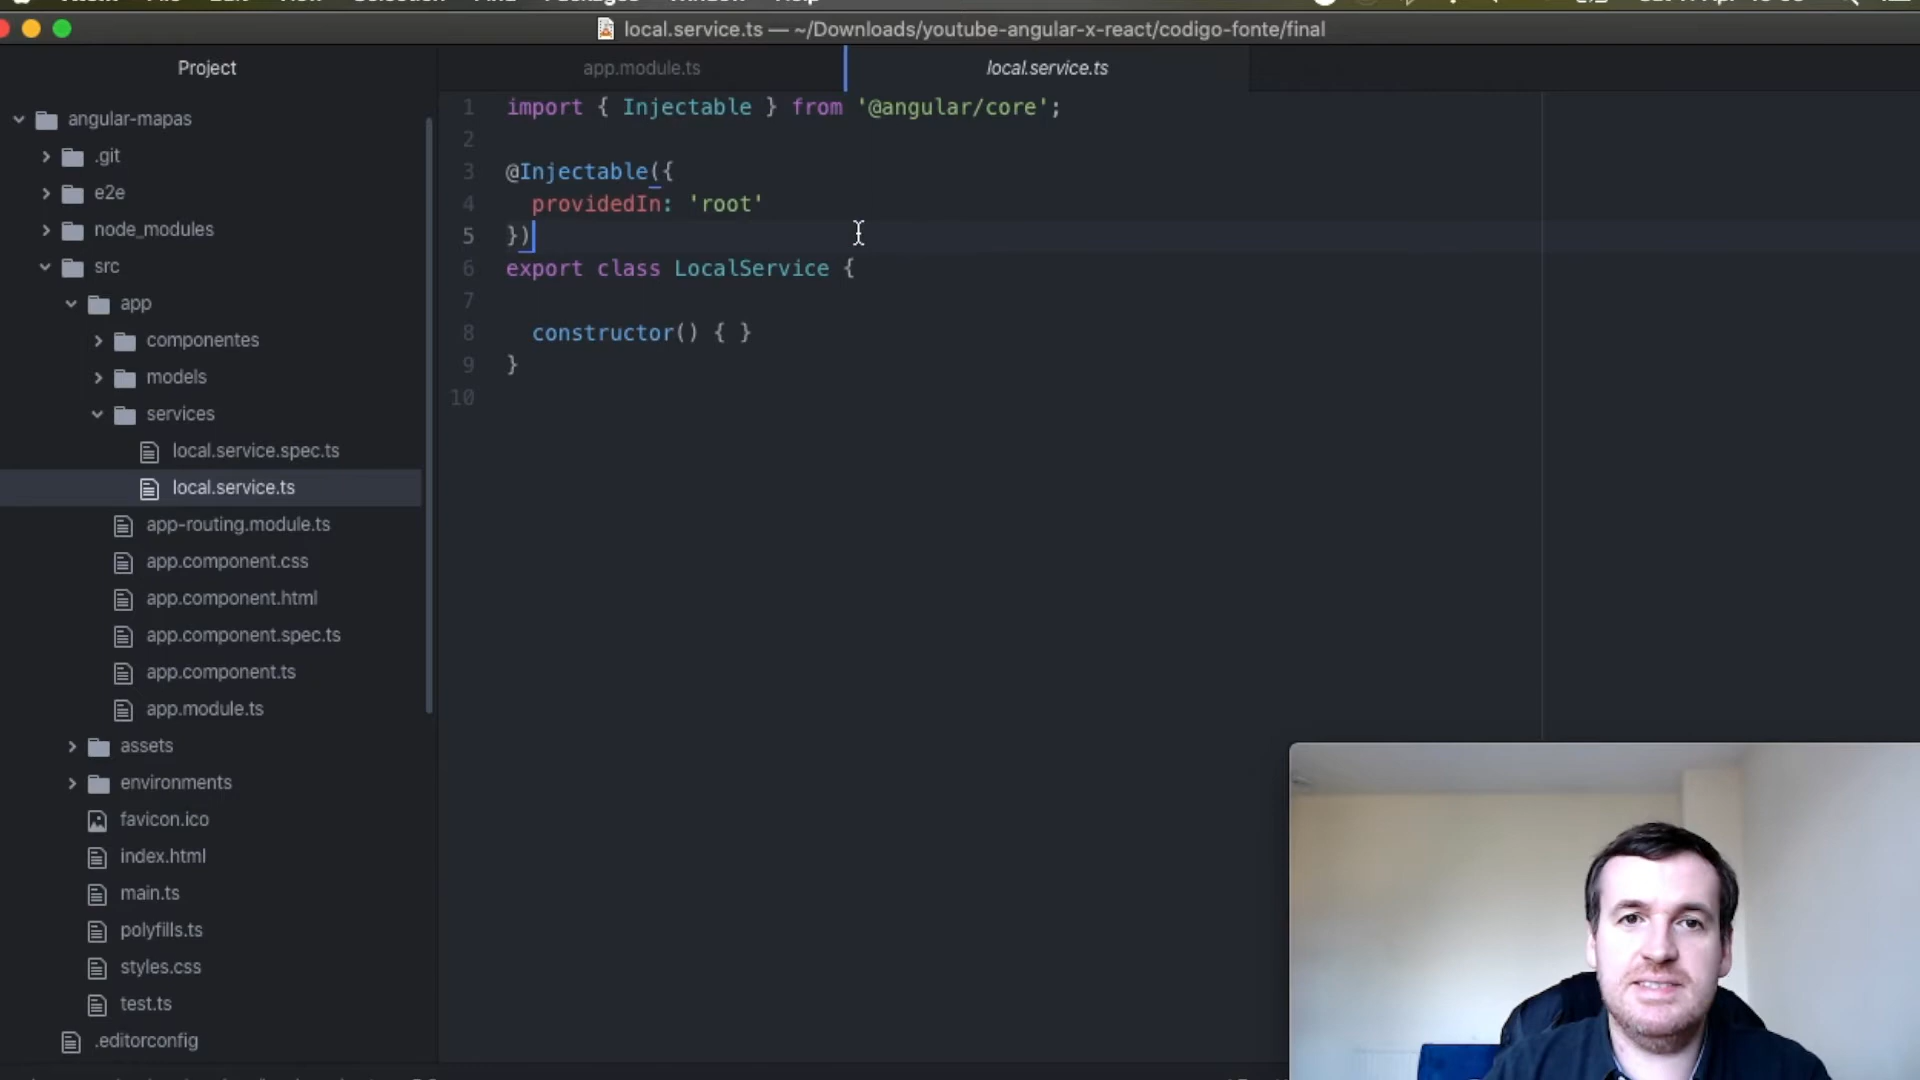 local.service.ts — ~/Downloads/youtube-angular-x-react/codigo-fonte/final
Project
app.module.ts
local.service.ts
angular-mapas
.git
e2e
node_modules
src
app
componentes
models
services
local.service.spec.ts
local.service.ts
app-routing.module.ts
app.component.css
app.component.html
app.component.spec.ts
app.component.ts
app.module.ts
assets
environments
favicon.ico
index.html
main.ts
polyfills.ts
styles.css
test.ts
.editorconfig
1 import { Injectable } from '@angular/core';
2
3 @Injectable({
4 providedIn: 'root'
5 })
6 export class LocalService {
7
8 constructor() { }
9 }
10